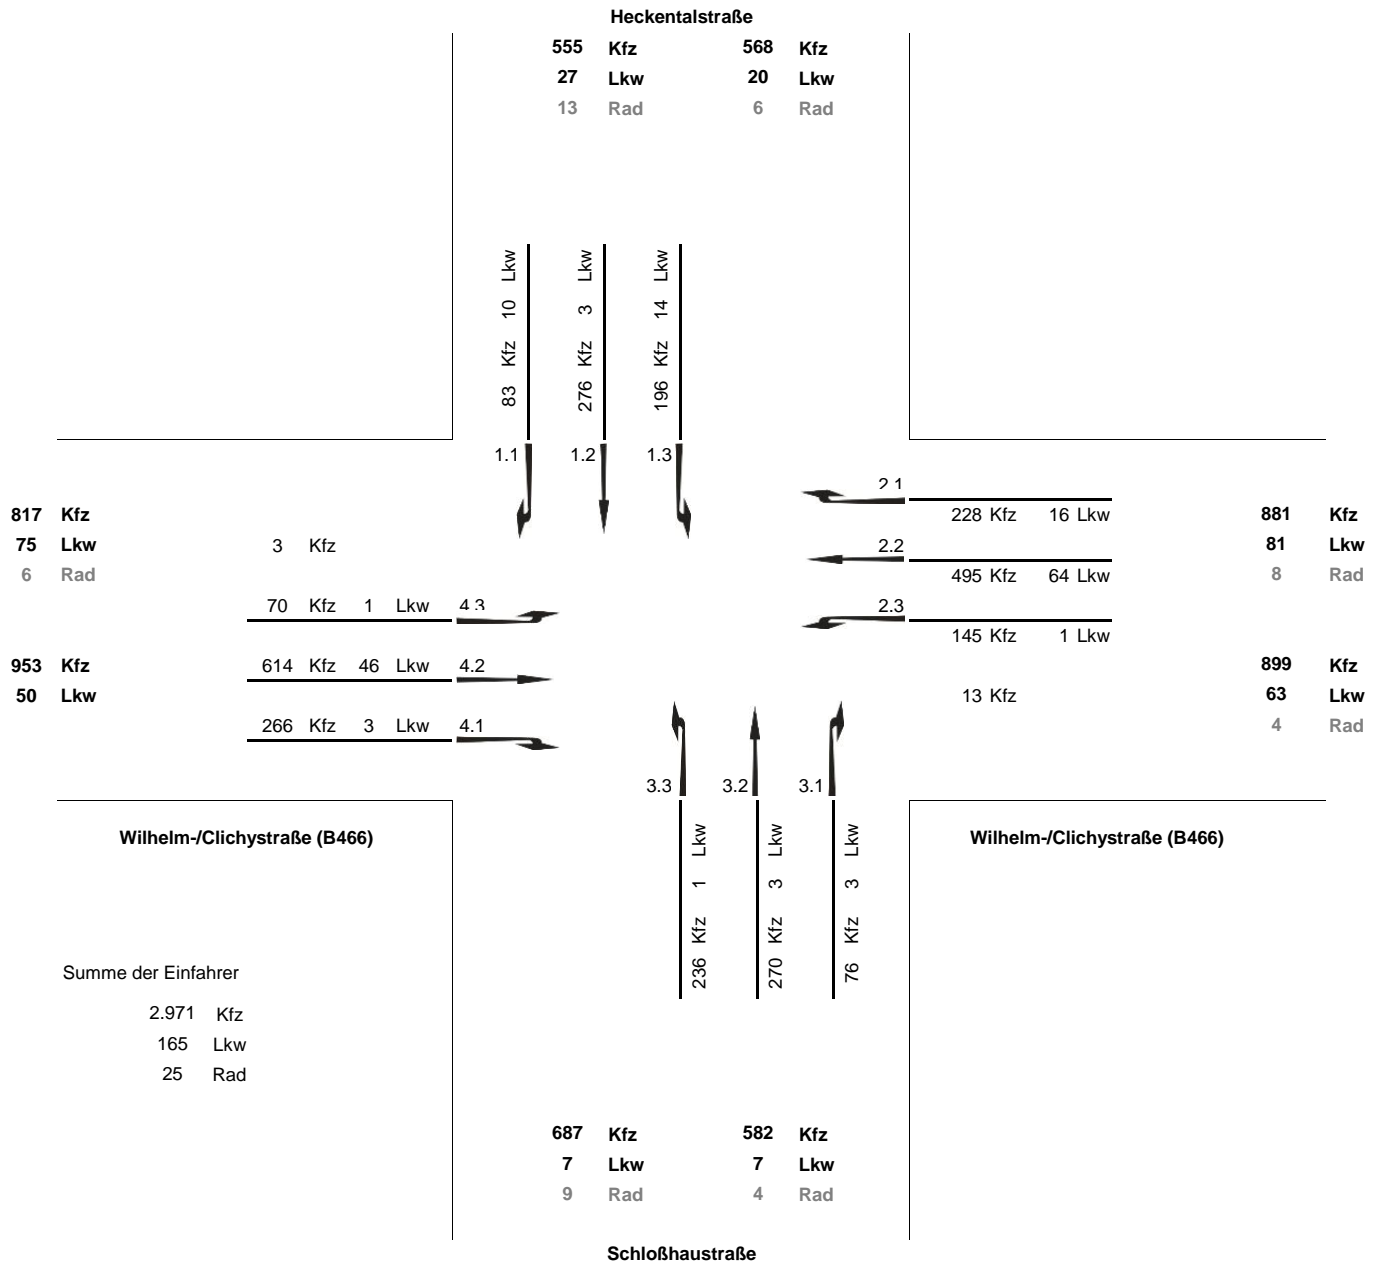 Heckentalstraße
555 Kfz 568 Kfz
27 Lkw 20 Lkw
13 Rad 6 Rad
83 Kfz 10 Lkw
276 Kfz 3 Lkw
196 Kfz 14 Lkw
1.1 1.2 1.3
817 Kfz
75 Lkw
6 Rad
3 Kfz
70 Kfz 1 Lkw 4.3
953 Kfz
50 Lkw
614 Kfz 46 Lkw 4.2
266 Kfz 3 Lkw 4.1
2.1
228 Kfz 16 Lkw
2.2
495 Kfz 64 Lkw
2.3
145 Kfz 1 Lkw
13 Kfz
881 Kfz
81 Lkw
8 Rad
899 Kfz
63 Lkw
4 Rad
3.3 3.2 3.1
236 Kfz 1 Lkw
270 Kfz 3 Lkw
76 Kfz 3 Lkw
Wilhelm-/Clichystraße (B466)
Wilhelm-/Clichystraße (B466)
Summe der Einfahrer
2.971 Kfz
165 Lkw
25 Rad
687 Kfz 582 Kfz
7 Lkw 7 Lkw
9 Rad 4 Rad
Schloßhaustraße